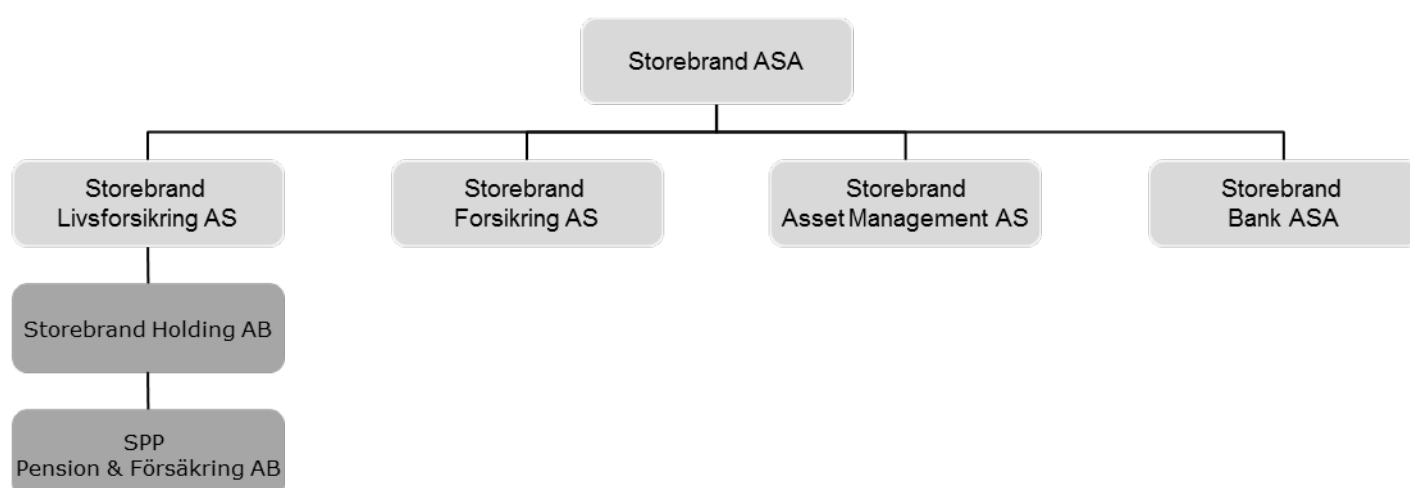 Storebrand ASA
Storebrand
Livsforsikring AS
Storebrand
Forsikring AS
Storebrand
Asset Management AS
Storebrand
Bank ASA
Storebrand Holding AB
SPP
Pension & Försäkring AB